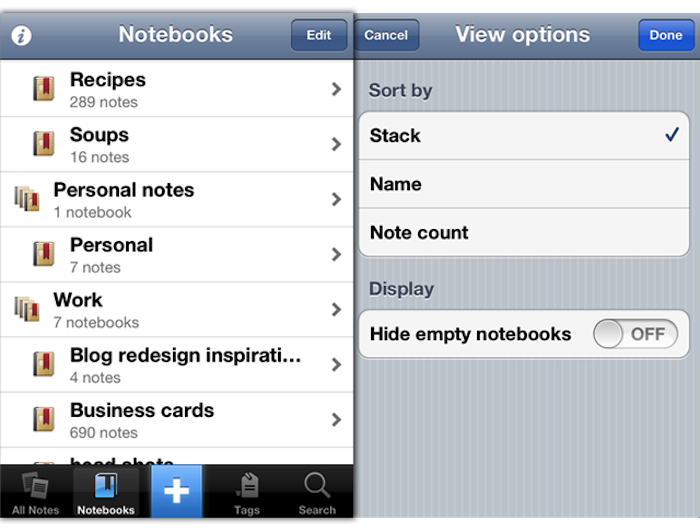 Notebooks
Edit
Recipes
289 notes
Soups
16 notes
Personal notes
1 notebook
Personal
7 notes
Work
7 notebooks
Blog redesign inspirati...
4 notes
Business cards
690 notes
head shots
All Notes
Notebooks
Tags
Search
Cancel
View options
Done
Sort by
Stack
Name
Note count
Display
Hide empty notebooks
OFF